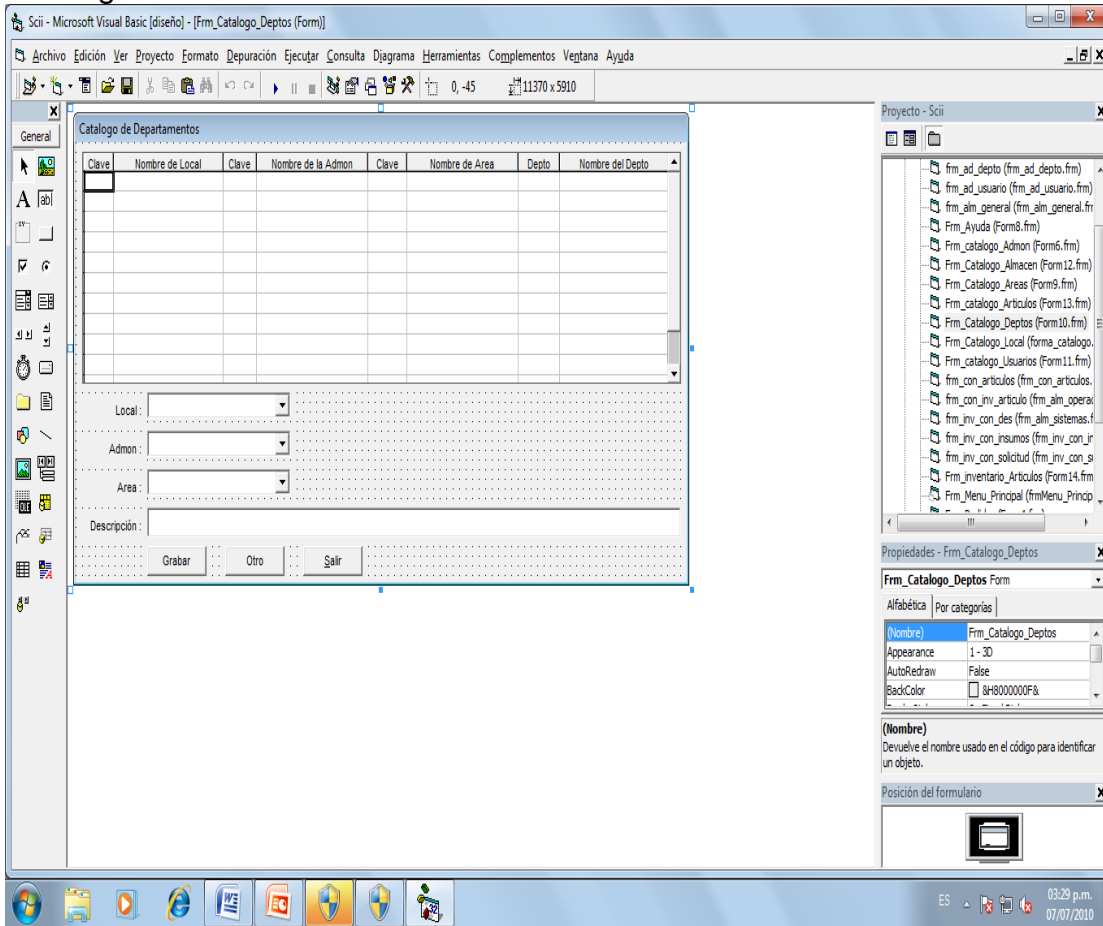 Scii - Microsoft Visual Basic [diseño] - [Frm_Catalogo_Deptos (Form)]
Archivo Edición Ver Proyecto Formato Depuración Ejecutar Consulta Diagrama Herramientas Complementos Ventana Ayuda
0, -45 11370 x 5910
General
Catalogo de Departamentos
Clave Nombre de Local Clave Nombre de la Admon Clave Nombre de Area Depto Nombre del Depto
Local :
Admon :
Area :
Descripción :
Grabar Otro Salir
Proyecto - Scii
frm_ad_depto (frm_ad_depto.frm)
frm_ad_usuario (frm_ad_usuario.frm)
frm_alm_general (frm_alm_general.frr
Frm_Ayuda (Form8.frm)
Frm_catalogo_Admon (Form6.frm)
Frm_Catalogo_Almacen (Form12.frm)
Frm_Catalogo_Areas (Form9.frm)
Frm_catalogo_Articulos (Form13.frm)
Frm_Catalogo_Deptos (Form10.frm)
Frm_Catalogo_Local (forma_catalogo.
Frm_catalogo_Usuarios (Form11.frm)
frm_con_articulos (frm_con_articulos.
frm_con_inv_articulo (frm_alm_opera
frm_inv_con_des (frm_alm_sistemas.f
frm_inv_con_insumos (frm_inv_con_ir
frm_inv_con_solicitud (frm_inv_con_s
Frm_inventario_Articulos (Form14.frm
Frm_Menu_Principal (frmMenu_Princip
Propiedades - Frm_Catalogo_Deptos
Frm_Catalogo_Deptos Form
Alfabética Por categorías
(Nombre) Frm_Catalogo_Deptos
Appearance 1 - 3D
AutoRedraw False
BackColor &H8000000F&
(Nombre)
Devuelve el nombre usado en el código para identificar
un objeto.
Posición del formulario
ES 03:29 p.m.
07/07/2010